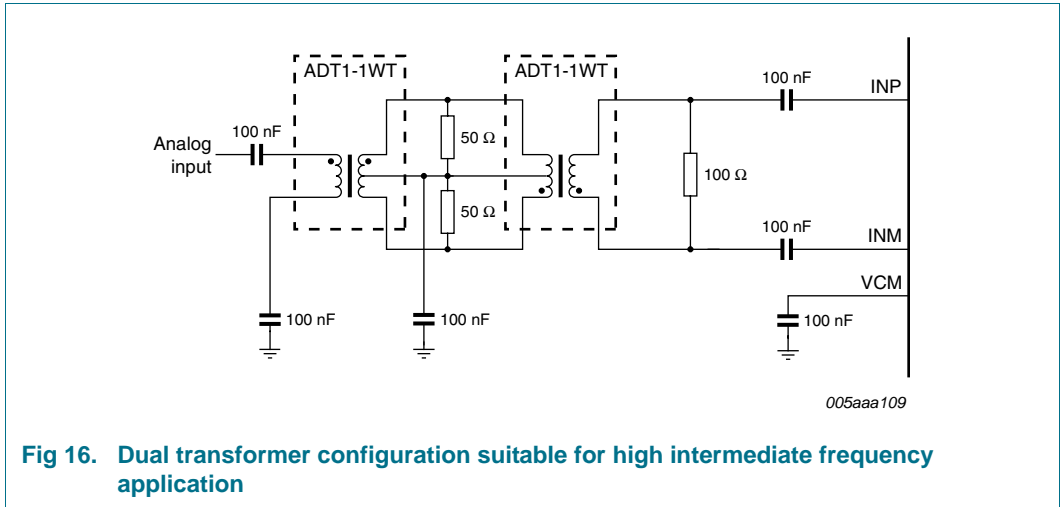 ADT1-1WT
ADT1-1WT
100 nF
INP
Analog
input
100 nF
50 Ω
100 Ω
50 Ω
100 nF
INM
VCM
100 nF
100 nF
100 nF
005aaa109
Fig 16. Dual transformer configuration suitable for high intermediate frequency
application